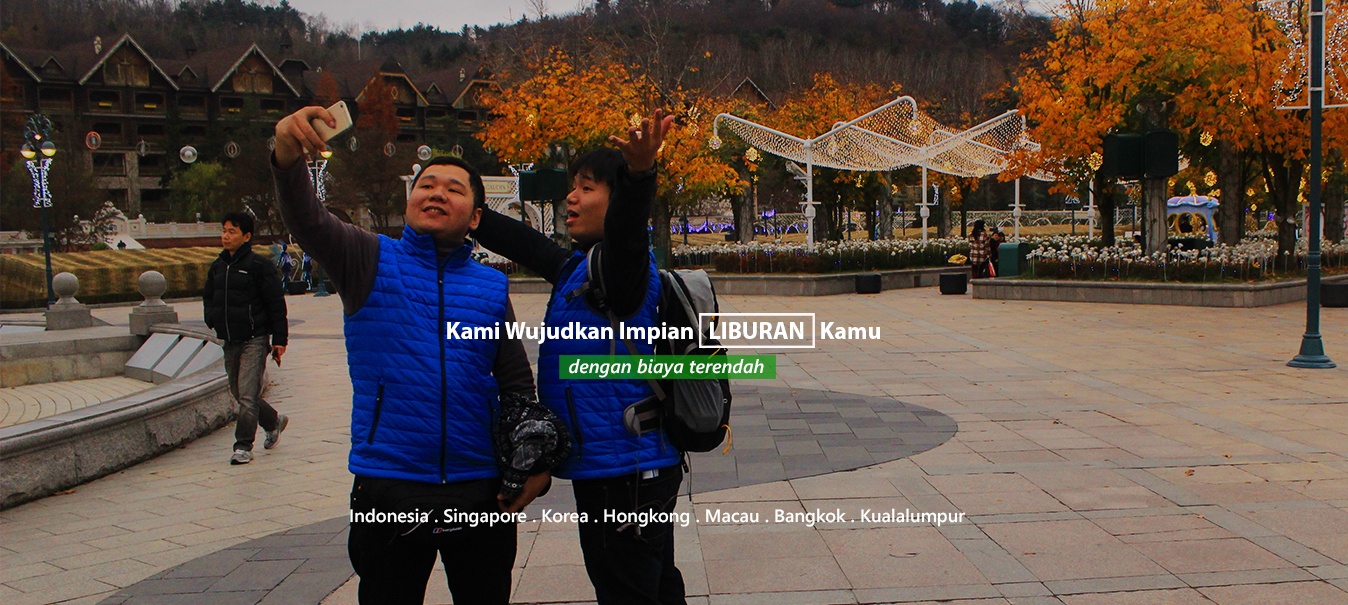 Kami Wujudkan Impian LIBURAN Kamu
dengan biaya terendah
Indonesia . Singapore . Korea . Hongkong . Macau . Bangkok . Kualalumpur